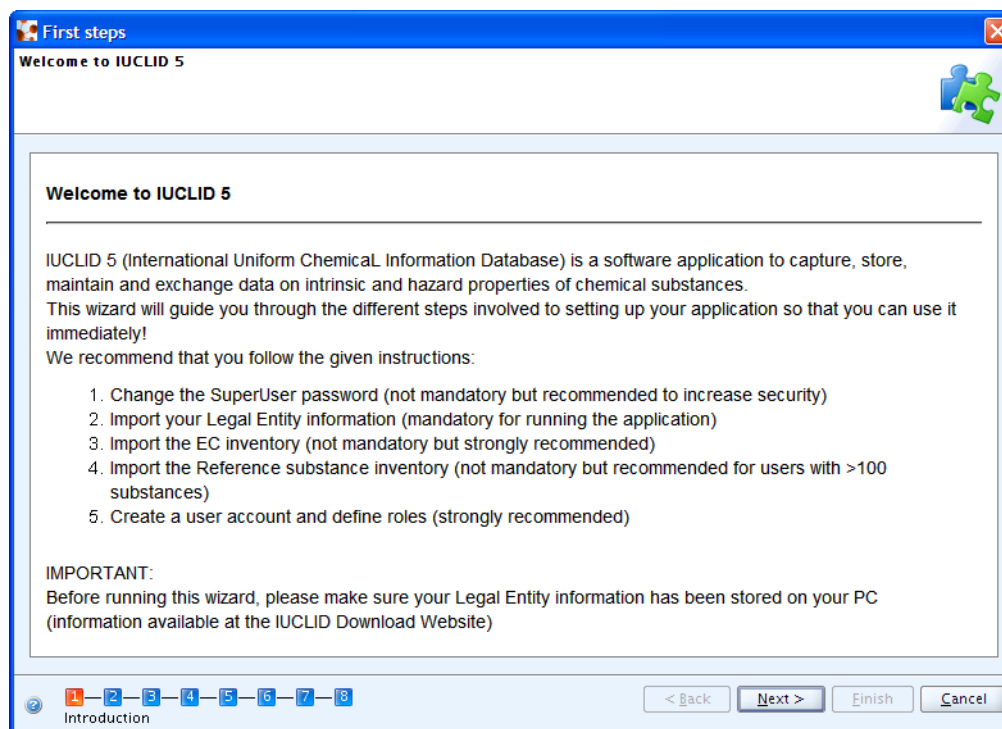 First steps
Welcome to IUCLID 5
Welcome to IUCLID 5
IUCLID 5 (International Uniform ChemicaL Information Database) is a software application to capture, store,
maintain and exchange data on intrinsic and hazard properties of chemical substances.
This wizard will guide you through the different steps involved to setting up your application so that you can use it
immediately!
We recommend that you follow the given instructions:
1. Change the SuperUser password (not mandatory but recommended to increase security)
2. Import your Legal Entity information (mandatory for running the application)
3. Import the EC inventory (not mandatory but strongly recommended)
4. Import the Reference substance inventory (not mandatory but recommended for users with >100
substances)
5. Create a user account and define roles (strongly recommended)
IMPORTANT:
Before running this wizard, please make sure your Legal Entity information has been stored on your PC
(information available at the IUCLID Download Website)
? 1 2 3 4 5 6 7 8 < Back Next > Finish Cancel
Introduction